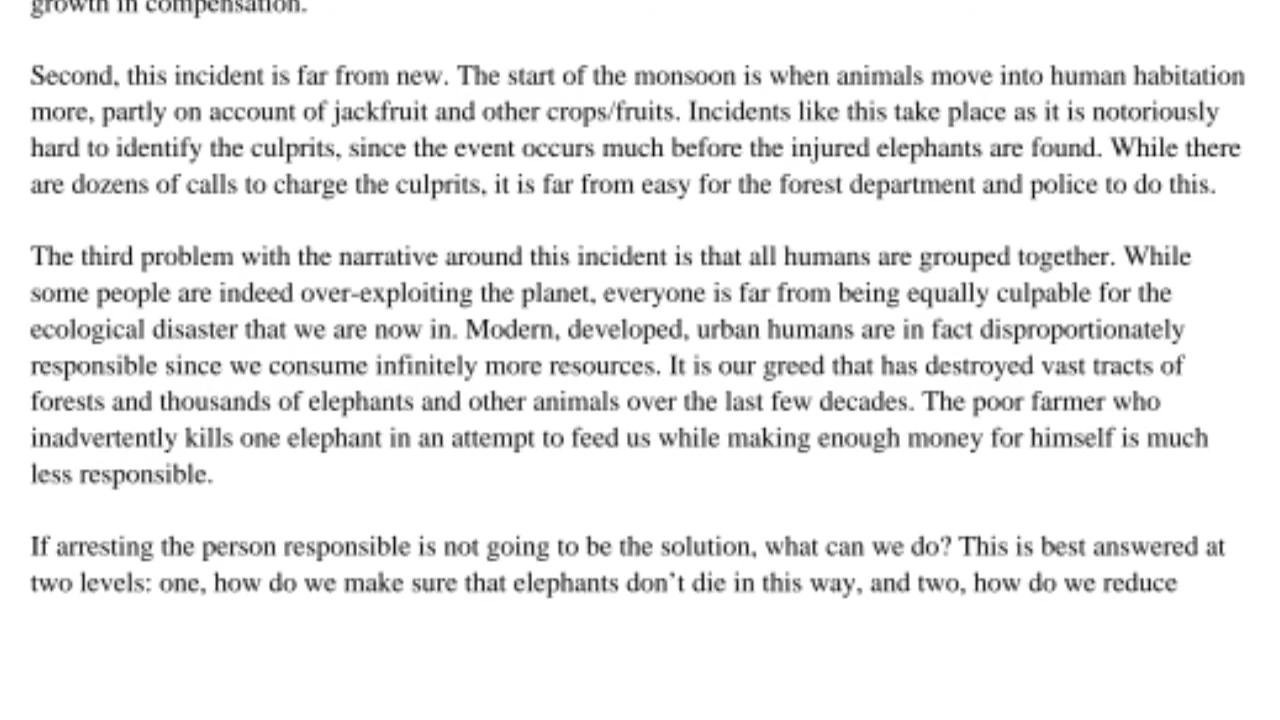 growth in compensation.
Second, this incident is far from new. The start of the monsoon is when animals move into human habitation
more, partly on account of jackfruit and other crops/fruits. Incidents like this take place as it is notoriously
hard to identify the culprits, since the event occurs much before the injured elephants are found. While there
are dozens of calls to charge the culprits, it is far from easy for the forest department and police to do this.
The third problem with the narrative around this incident is that all humans are grouped together. While
some people are indeed over-exploiting the planet, everyone is far from being equally culpable for the
ecological disaster that we are now in. Modern, developed, urban humans are in fact disproportionately
responsible since we consume infinitely more resources. It is our greed that has destroyed vast tracts of
forests and thousands of elephants and other animals over the last few decades. The poor farmer who
inadvertently kills one elephant in an attempt to feed us while making enough money for himself is much
less responsible.
If arresting the person responsible is not going to be the solution, what can we do? This is best answered at
two levels: one, how do we make sure that elephants don't die in this way, and two, how do we reduce